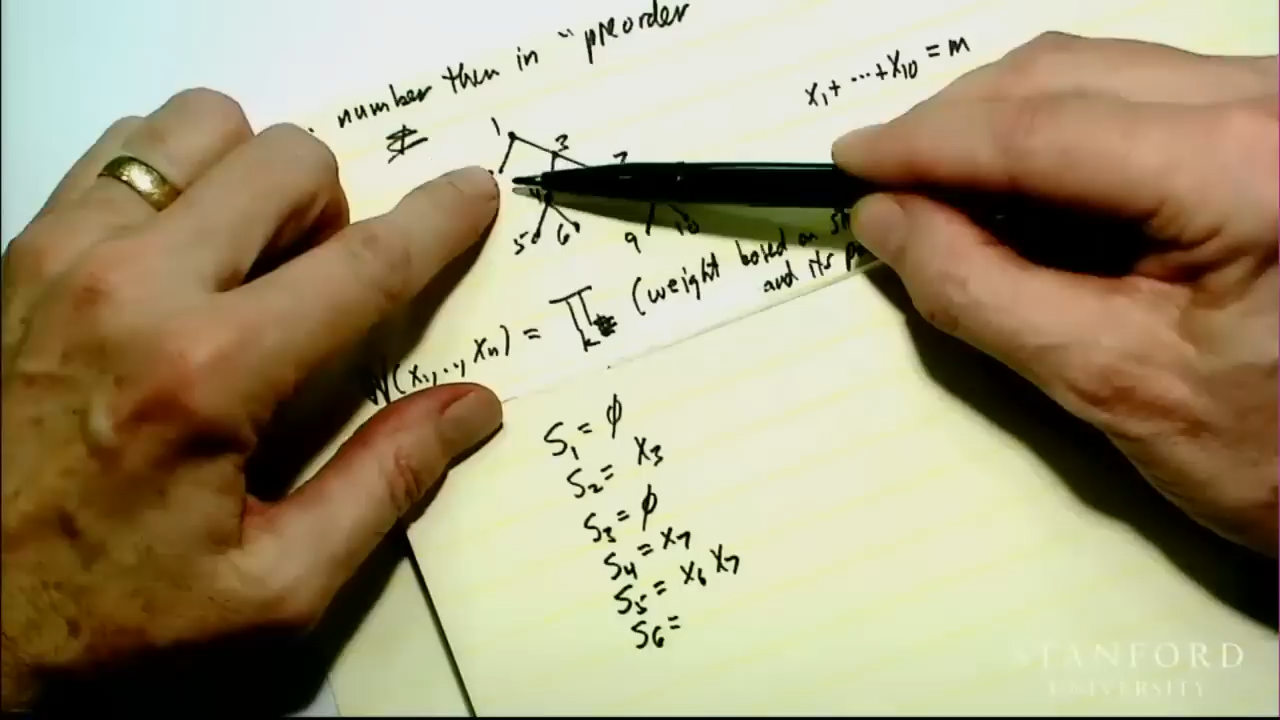 number then in "preorder
x₁ + ··· + x₁₀ = m
1
3
7
4
5 6
9 10
W(x₁, ..., xₙ) = ∏ₖ (weight based on
and its
S₁ = ∅
S₂ = x₃
S₃ = ∅
S₄ = x₇
S₅ = x₆ x₇
S₆ =
STANFORD
UNIVERSITY